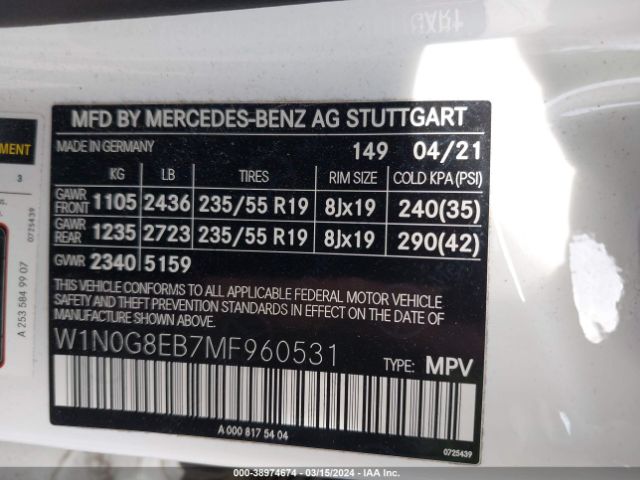 MFD BY MERCEDES-BENZ AG STUTTGART
MADE IN GERMANY 149 04/21
KG LB TIRES RIM SIZE COLD KPA (PSI)
GAWR FRONT 1105 2436 235/55 R19 8Jx19 240(35)
GAWR REAR 1235 2723 235/55 R19 8Jx19 290(42)
GVWR 2340 5159
THIS VEHICLE CONFORMS TO ALL APPLICABLE FEDERAL MOTOR VEHICLE
SAFETY AND THEFT PREVENTION STANDARDS IN EFFECT ON THE DATE OF
MANUFACTURE SHOWN ABOVE.
W1N0G8EB7MF960531
TYPE: MPV
A 000 817 54 04
0725439
MENT
3
0725439
A 253 584 99 07
000-38974674 | 03/15/2024 | IAA Inc.